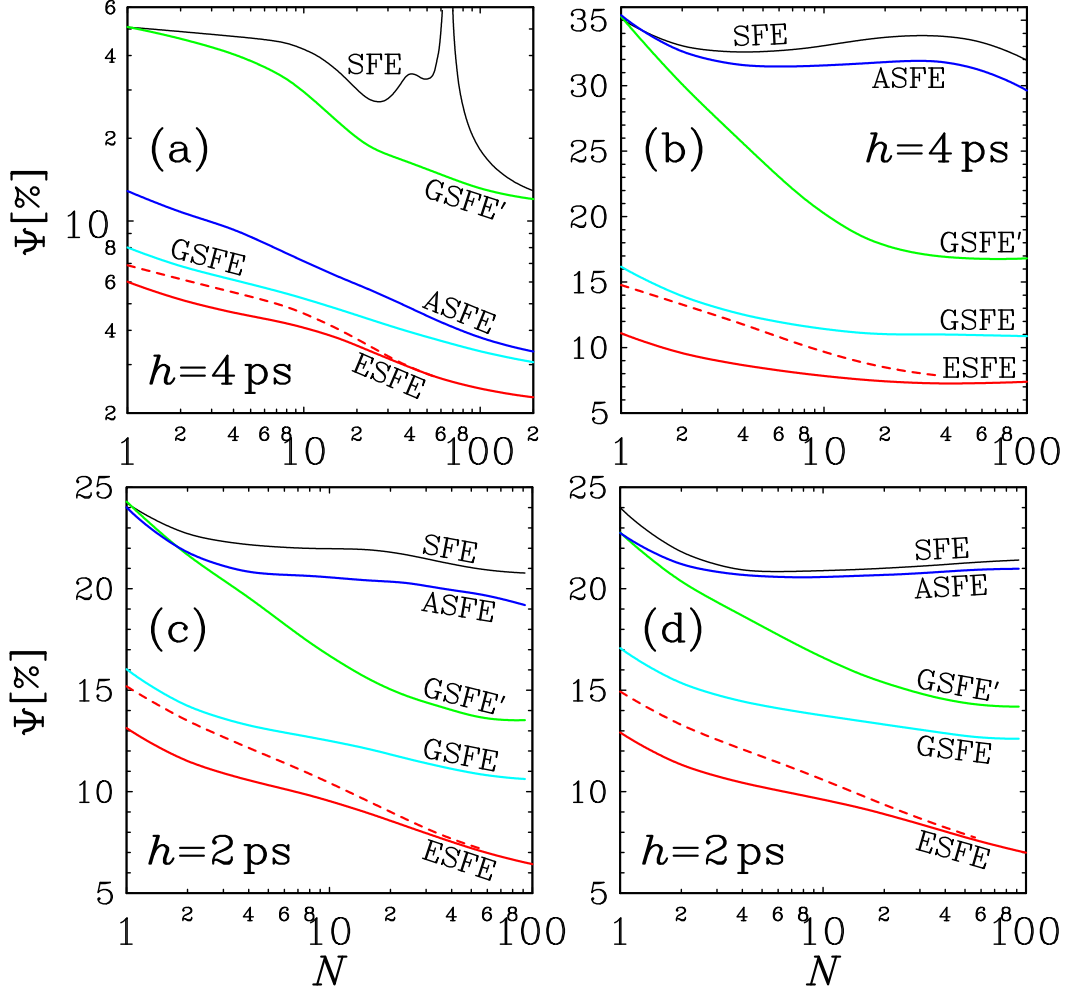 6
4
2
10
8
6
4
2
Ψ[%]
SFE
(a)
GSFE'
GSFE
ASFE
ESFE
h=4 ps
1 2 4 6 8 10 2 4 6 8 100 2
35
30
25
20
15
10
5
SFE
ASFE
(b)
h=4 ps
GSFE'
GSFE
ESFE
1 2 4 6 8 10 2 4 6 8 100
25
20
15
10
5
Ψ[%]
SFE
ASFE
(c)
GSFE'
GSFE
ESFE
h=2 ps
1 2 4 6 8 10 2 4 6 8 100
N
25
20
15
10
5
SFE
ASFE
(d)
GSFE'
GSFE
ESFE
h=2 ps
1 2 4 6 8 10 2 4 6 8 100
N